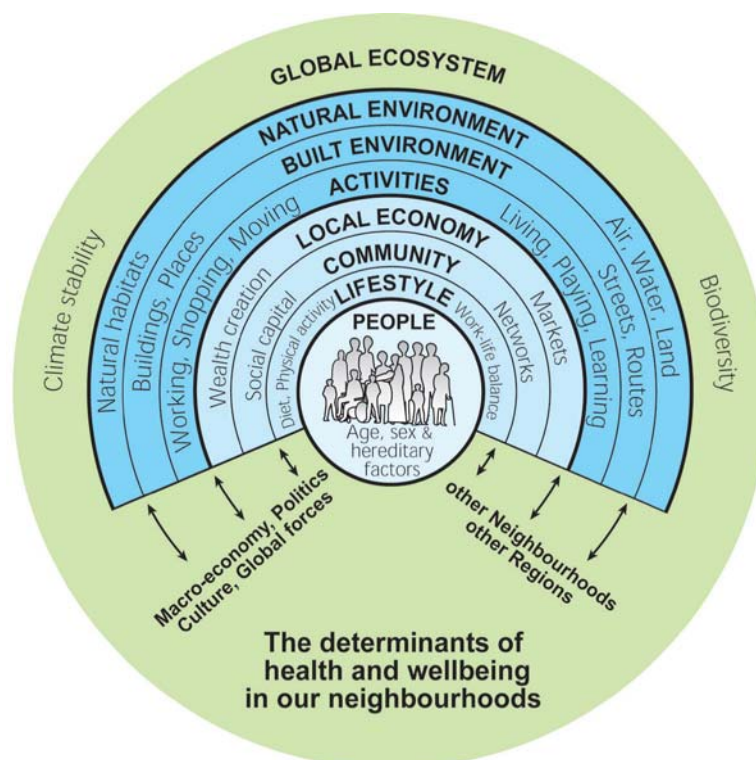 GLOBAL ECOSYSTEM
NATURAL ENVIRONMENT
BUILT ENVIRONMENT
ACTIVITIES
LOCAL ECONOMY
COMMUNITY
LIFESTYLE
PEOPLE
Age, sex &
hereditary
factors
Climate stability
Natural habitats
Buildings, Places
Working, Shopping, Moving
Wealth creation
Social capital
Diet, Physical activity
Work-life balance
Networks
Markets
Living, Playing, Learning
Streets, Routes
Air, Water, Land
Biodiversity
Macro-economy, Politics
Culture, Global forces
other Neighbourhoods
other Regions
The determinants of
health and wellbeing
in our neighbourhoods